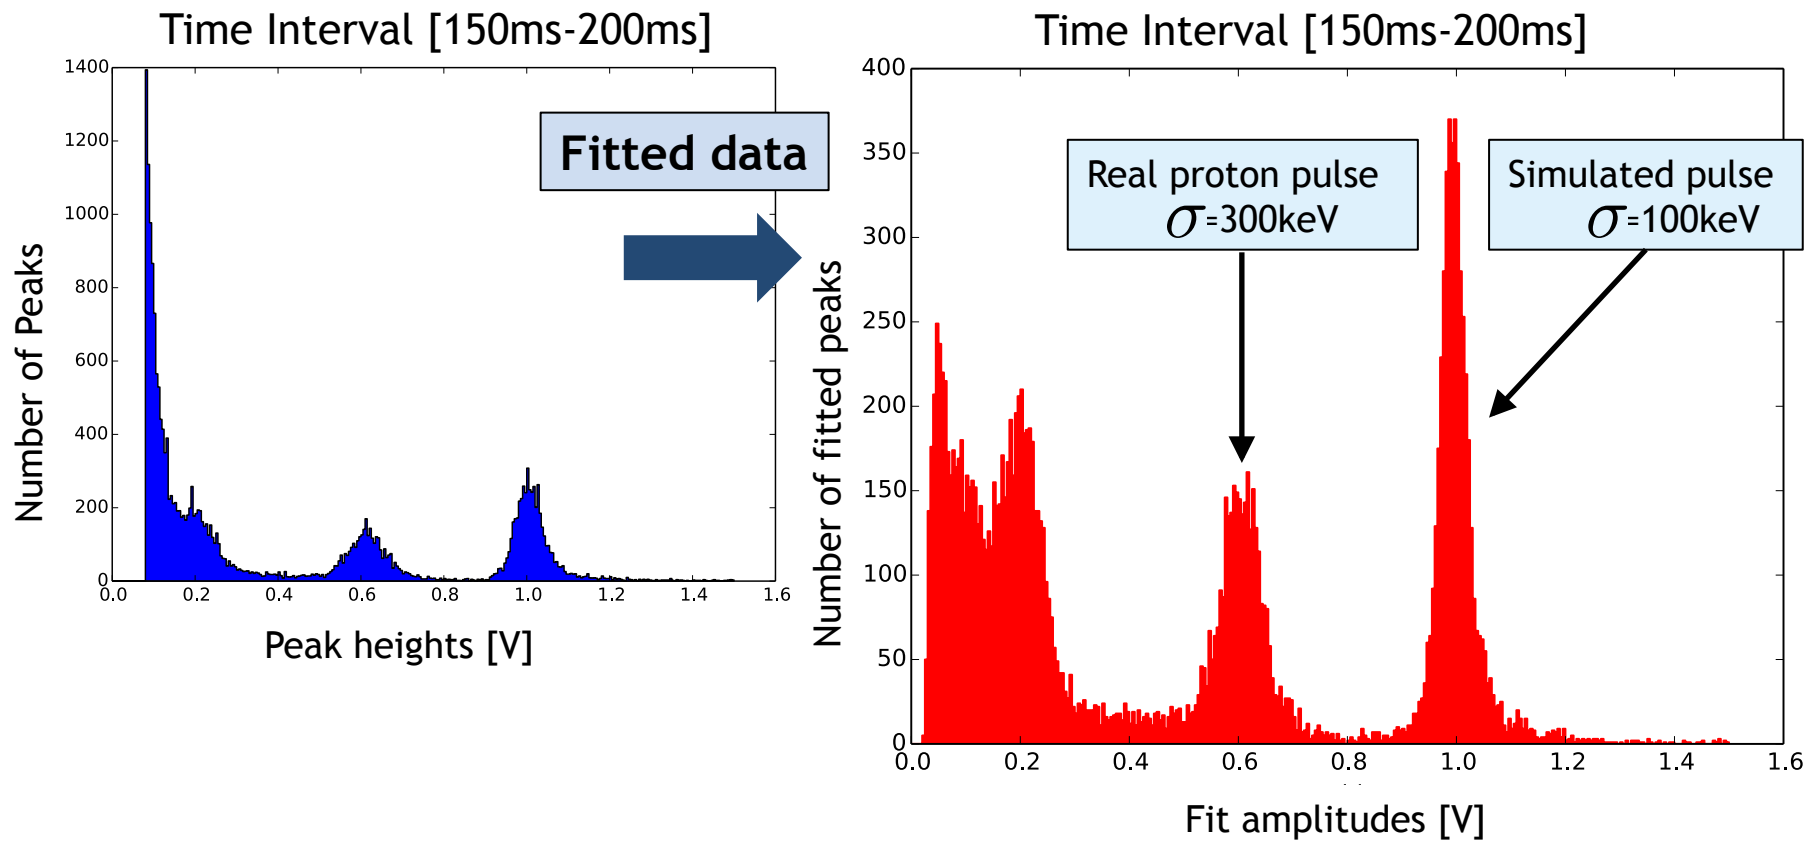 Time Interval [150ms-200ms]
1400
1200
1000
800
600
400
200
0
0.0 0.2 0.4 0.6 0.8 1.0 1.2 1.4 1.6
Number of Peaks
Peak heights [V]
Fitted data
Time Interval [150ms-200ms]
400
350
300
250
200
150
100
50
0
0.0 0.2 0.4 0.6 0.8 1.0 1.2 1.4 1.6
Number of fitted peaks
Fit amplitudes [V]
Real proton pulse
σ=300keV
Simulated pulse
σ=100keV